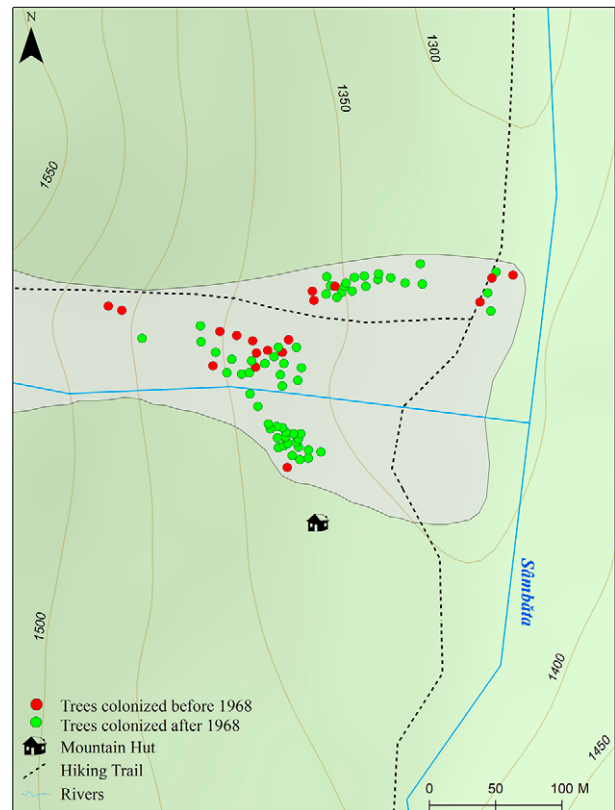 N
1300
1350
1550
1500
Sâmbăta
1400
1450
Trees colonized before 1968
Trees colonized after 1968
Mountain Hut
Hiking Trail
Rivers
0 50 100 M